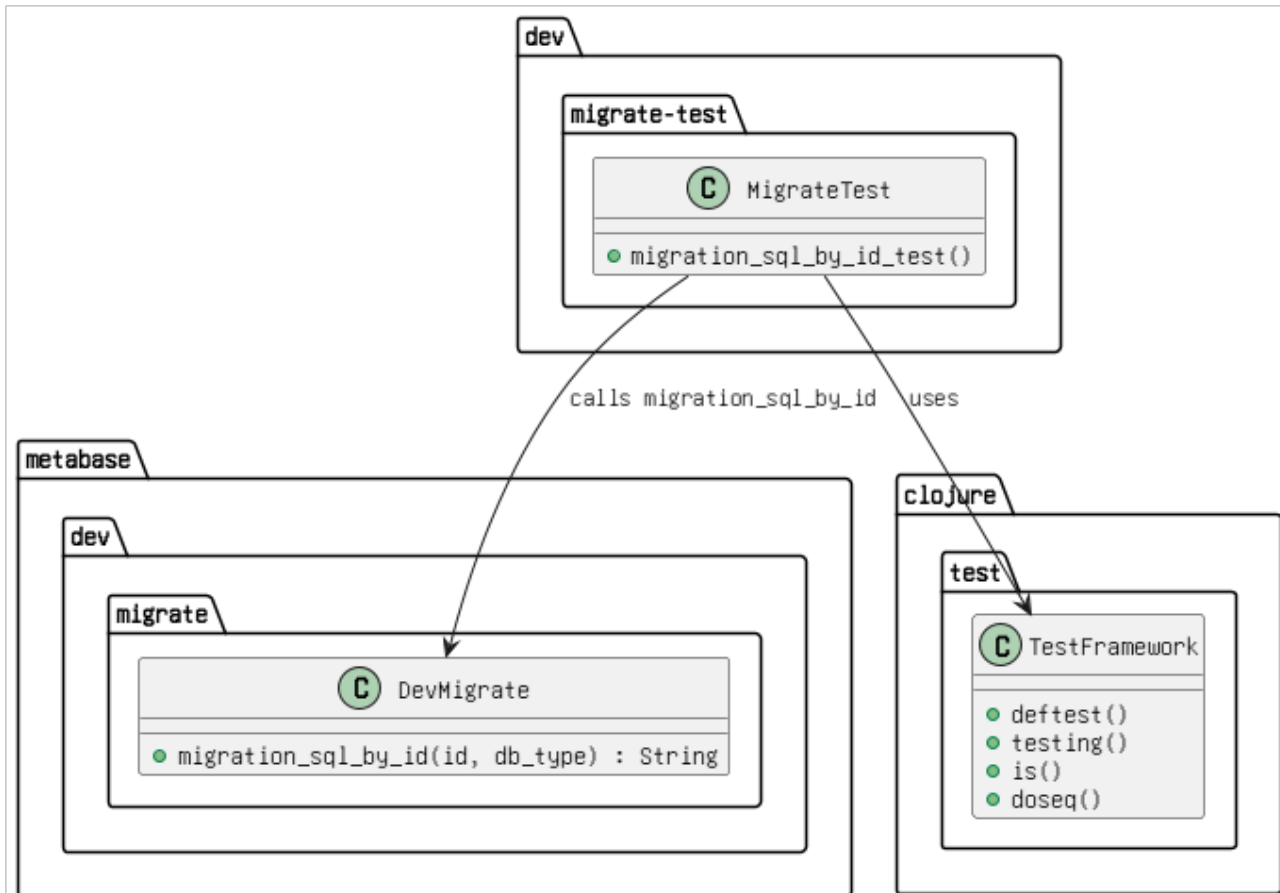 dev
migrate-test
C MigrateTest
migration_sql_by_id_test()
calls migration_sql_by_id uses
metabase
dev
migrate
C DevMigrate
migration_sql_by_id(id, db_type) : String
clojure
test
C TestFramework
deftest()
testing()
is()
doseq()